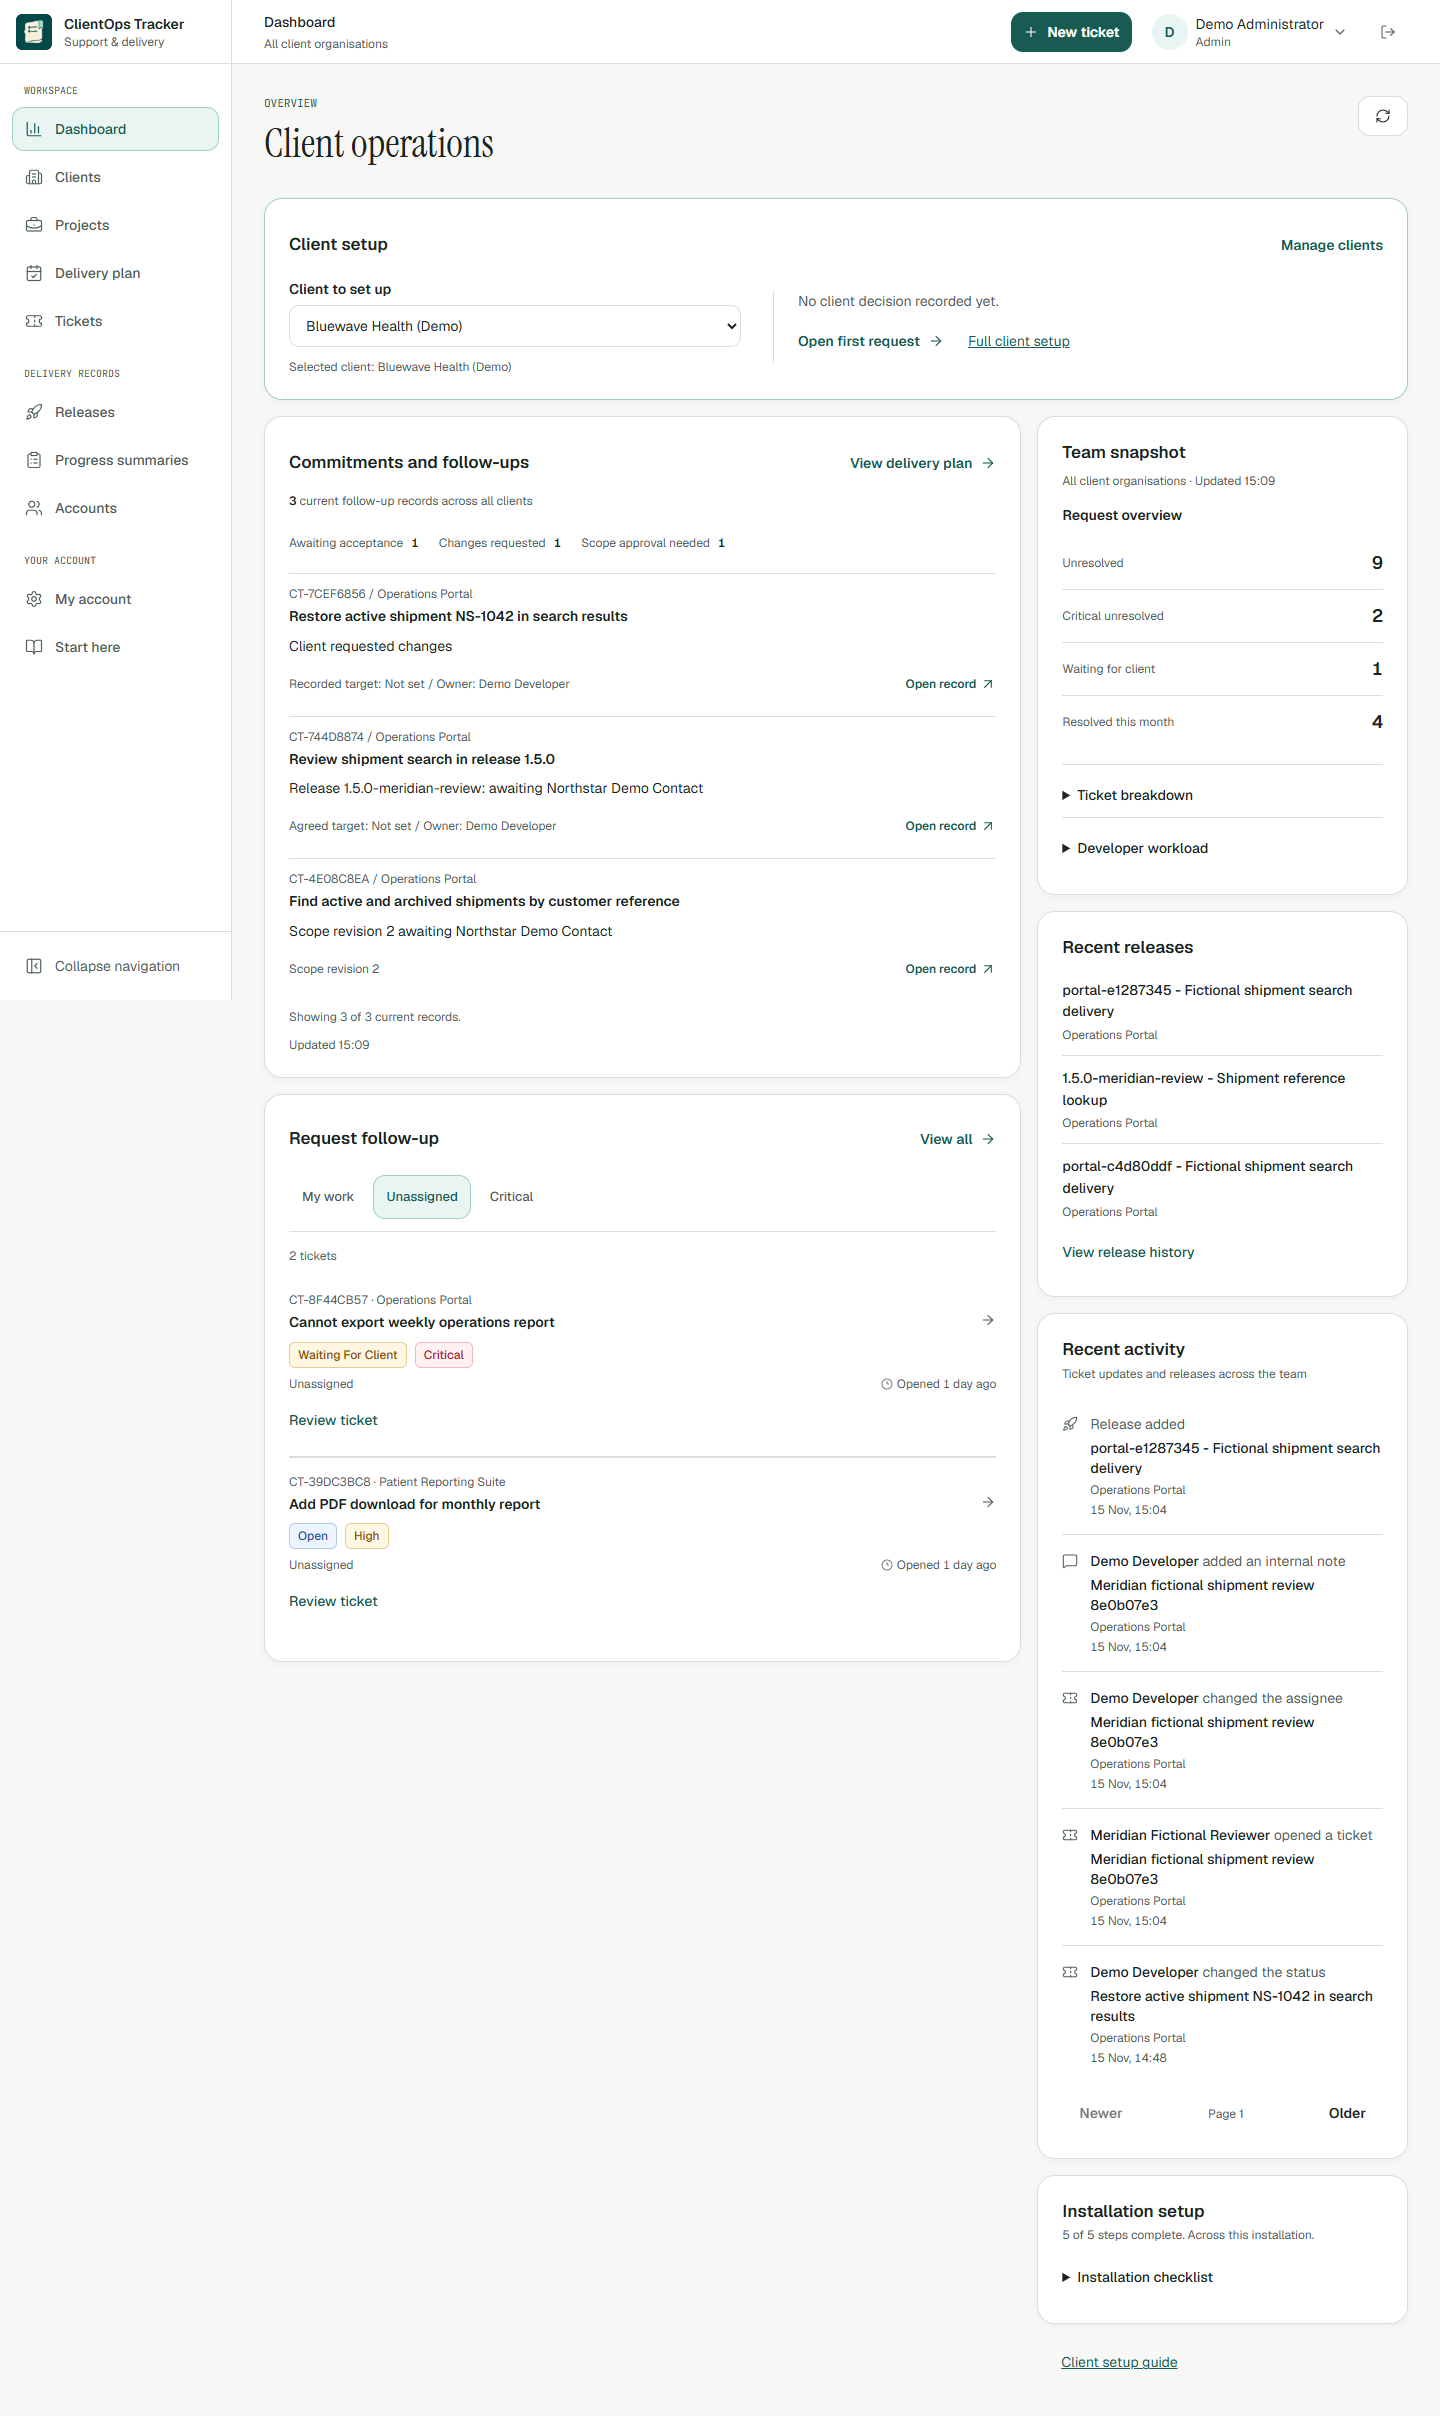 ClientOps Tracker
Support & delivery
Dashboard
All client organisations
New ticket
D
Demo Administrator
Admin
WORKSPACE
Dashboard
Clients
Projects
Delivery plan
Tickets
DELIVERY RECORDS
Releases
Progress summaries
Accounts
YOUR ACCOUNT
My account
Start here
Collapse navigation
OVERVIEW
Client operations
Client setup
Manage clients
Client to set up
Bluewave Health (Demo)
Selected client: Bluewave Health (Demo)
No client decision recorded yet.
Open first request
Full client setup
Commitments and follow-ups
View delivery plan
3 current follow-up records across all clients
Awaiting acceptance 1 Changes requested 1 Scope approval needed 1
CT-7CEF6856 / Operations Portal
Restore active shipment NS-1042 in search results
Client requested changes
Recorded target: Not set / Owner: Demo Developer
Open record
CT-744D8874 / Operations Portal
Review shipment search in release 1.5.0
Release 1.5.0-meridian-review: awaiting Northstar Demo Contact
Agreed target: Not set / Owner: Demo Developer
Open record
CT-4E08C8EA / Operations Portal
Find active and archived shipments by customer reference
Scope revision 2 awaiting Northstar Demo Contact
Scope revision 2
Open record
Showing 3 of 3 current records.
Updated 15:09
Request follow-up
View all
My work
Unassigned
Critical
2 tickets
CT-8F44CB57 · Operations Portal
Cannot export weekly operations report
Waiting For Client
Critical
Unassigned
Opened 1 day ago
Review ticket
CT-39DC3BC8 · Patient Reporting Suite
Add PDF download for monthly report
Open
High
Unassigned
Opened 1 day ago
Review ticket
Team snapshot
All client organisations · Updated 15:09
Request overview
Unresolved 9
Critical unresolved 2
Waiting for client 1
Resolved this month 4
Ticket breakdown
Developer workload
Recent releases
portal-e1287345 - Fictional shipment search
delivery
Operations Portal
1.5.0-meridian-review - Shipment reference
lookup
Operations Portal
portal-c4d80ddf - Fictional shipment search
delivery
Operations Portal
View release history
Recent activity
Ticket updates and releases across the team
Release added
portal-e1287345 - Fictional shipment search
delivery
Operations Portal
15 Nov, 15:04
Demo Developer added an internal note
Meridian fictional shipment review
8e0b07e3
Operations Portal
15 Nov, 15:04
Demo Developer changed the assignee
Meridian fictional shipment review
8e0b07e3
Operations Portal
15 Nov, 15:04
Meridian Fictional Reviewer opened a ticket
Meridian fictional shipment review
8e0b07e3
Operations Portal
15 Nov, 15:04
Demo Developer changed the status
Restore active shipment NS-1042 in search
results
Operations Portal
15 Nov, 14:48
Newer
Page 1
Older
Installation setup
5 of 5 steps complete. Across this installation.
Installation checklist
Client setup guide